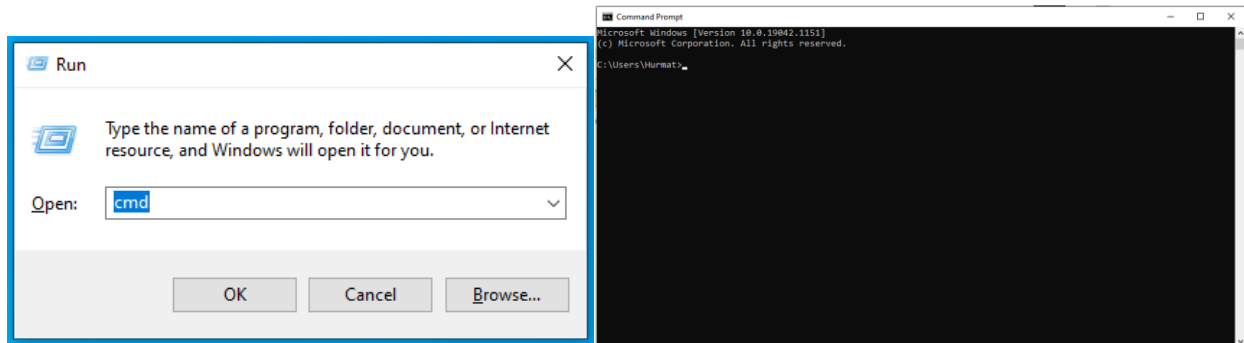 Run
Type the name of a program, folder, document, or Internet
resource, and Windows will open it for you.
Open:
cmd
OK
Cancel
Browse...
Command Prompt
Microsoft Windows [Version 10.0.19042.1151]
(c) Microsoft Corporation. All rights reserved.
C:\Users\Hurmat>_